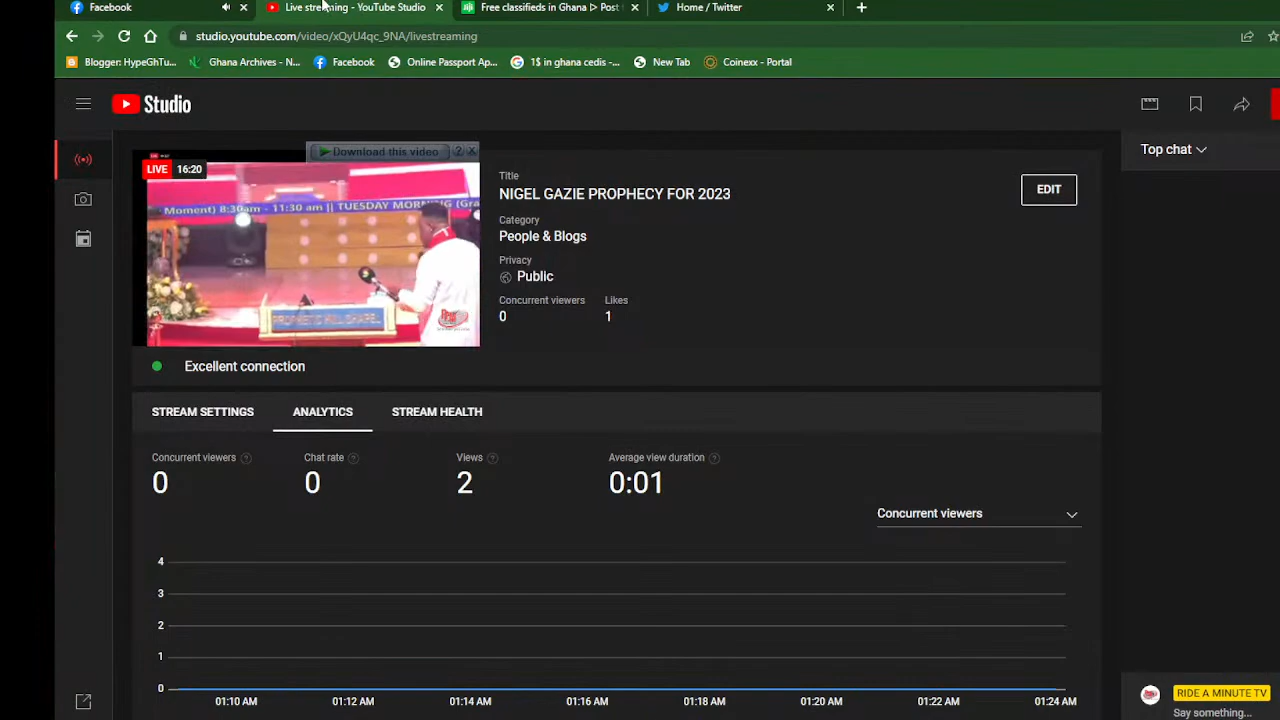 Facebook
Live streaming - YouTube Studio
Free classifieds in Ghana ▷ Post
Home / Twitter
studio.youtube.com/video/xQyU4qc_9NA/livestreaming
Blogger: HypeGhTu...
Ghana Archives - N...
Facebook
Online Passport Ap...
1$ in ghana cedis -...
New Tab
Coinexx - Portal
Studio
Top chat
Download this video
LIVE 16:20
Moment) 8:30am - 11:30 am || TUESDAY MORNING (Gra
PROPHETIC HILL CHAPEL
Title
NIGEL GAZIE PROPHECY FOR 2023
EDIT
Category
People & Blogs
Privacy
Public
Concurrent viewers Likes
0 1
Excellent connection
STREAM SETTINGS ANALYTICS STREAM HEALTH
Concurrent viewers Chat rate Views Average view duration
0 0 2 0:01
Concurrent viewers
4
3
2
1
0
01:10 AM 01:12 AM 01:14 AM 01:16 AM 01:18 AM 01:20 AM 01:22 AM 01:24 AM
RIDE A MINUTE TV
Say something...